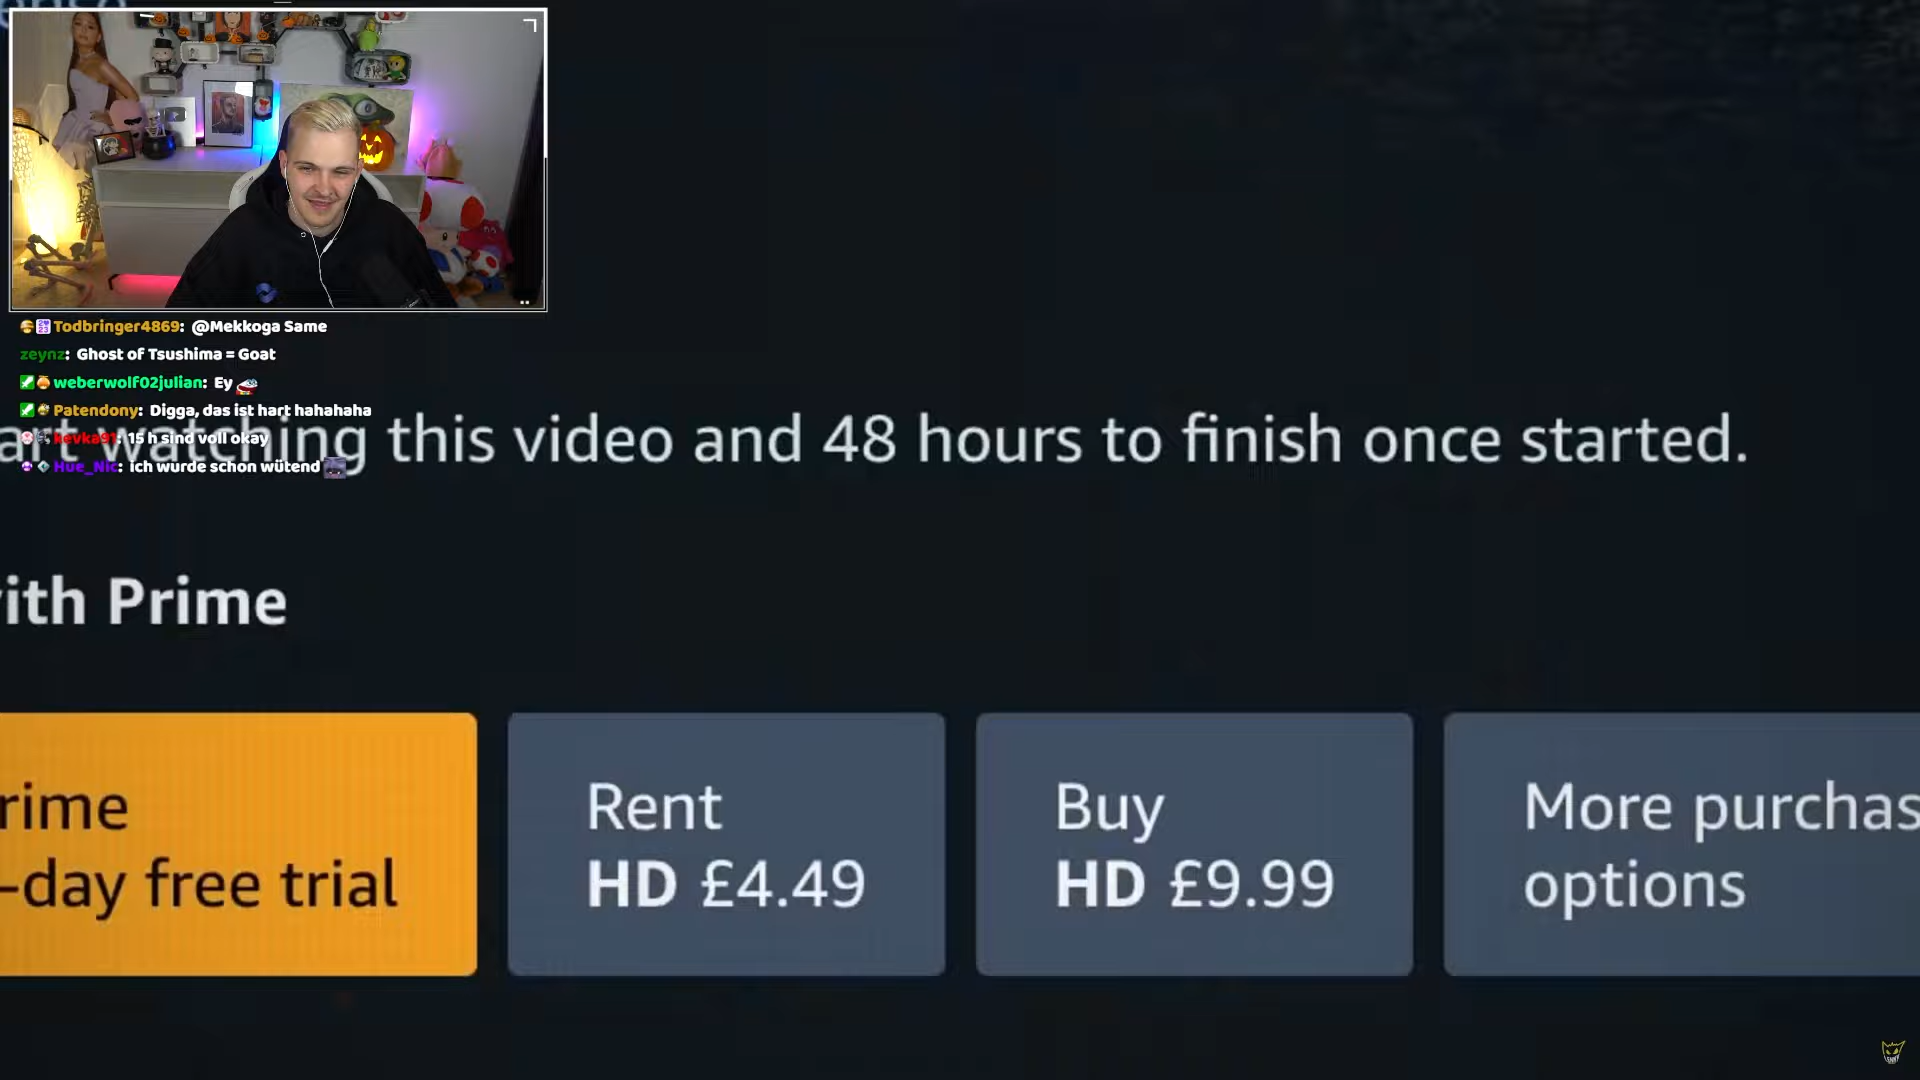 Todbringer4869: @Mekkoga Same
zeynz: Ghost of Tsushima = Goat
weberwolf02julian: Ey
Patendony: Digga, das ist hart hahahaha
kevka91: 15 h sind voll okay
Hue_Nic: ich wurde schon wütend
art watching this video and 48 hours to finish once started.
ith Prime
rime
-day free trial
Rent
HD £4.49
Buy
HD £9.99
More purchas
options